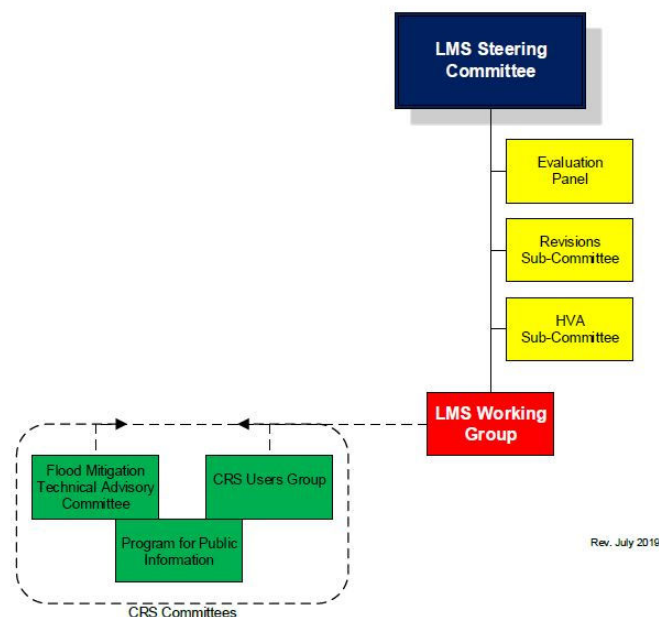 LMS Steering
Committee
Evaluation
Panel
Revisions
Sub-Committee
HVA
Sub-Committee
LMS Working
Group
Flood Mitigation
Technical Advisory
Committee
CRS Users Group
Program for Public
Information
Rev. July 2019
CRS Committees